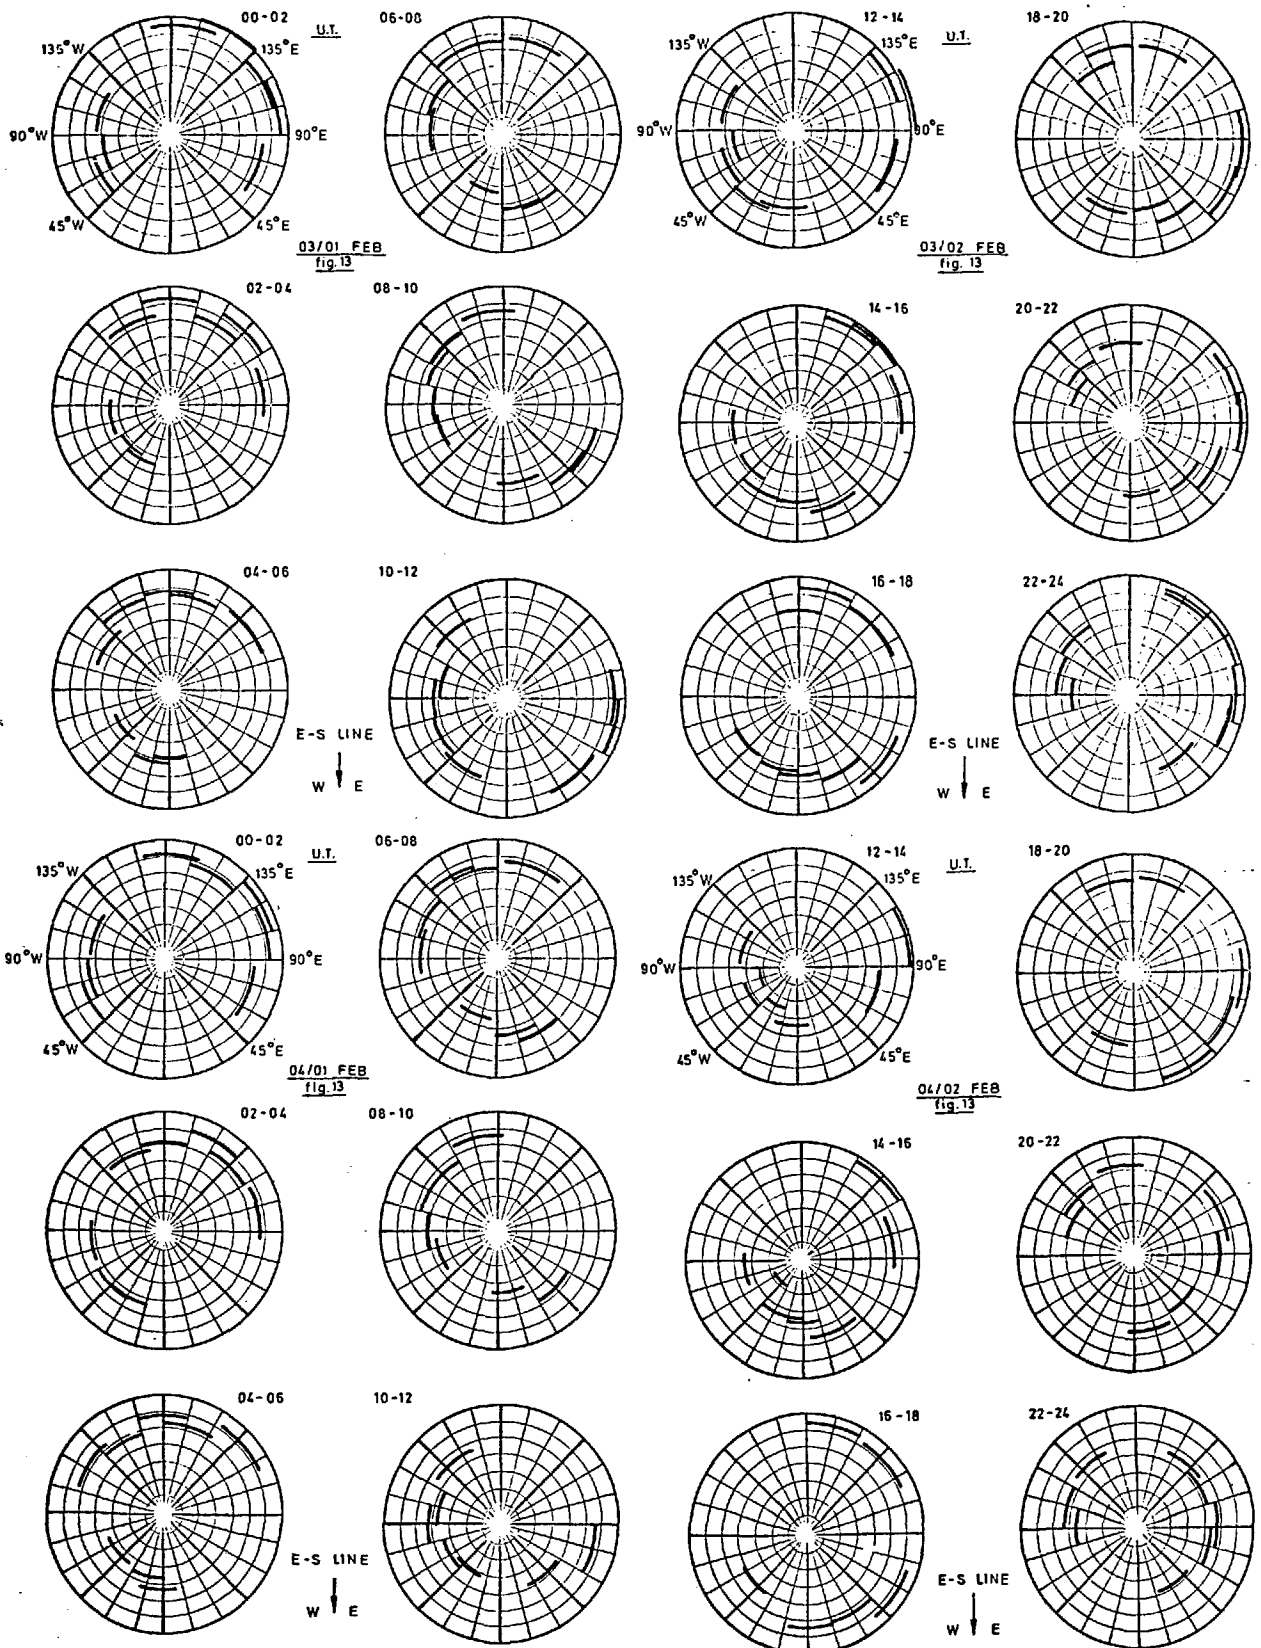 00-02
U.T.
135°W
135°E
90°W
90°E
45°W
45°E
03/01 FEB
fig. 13
06-08
02-04
08-10
04-06
10-12
E-S LINE
W E
12-14
U.T.
135°W
135°E
90°W
90°E
45°W
45°E
03/02 FEB
fig. 13
18-20
14-16
20-22
16-18
22-24
E-S LINE
W E
00-02
U.T.
135°W
135°E
90°W
90°E
45°W
45°E
04/01 FEB
fig. 13
06-08
02-04
08-10
04-06
10-12
E-S LINE
W E
12-14
U.T.
135°W
135°E
90°W
90°E
45°W
45°E
04/02 FEB
fig. 13
18-20
14-16
20-22
16-18
22-24
E-S LINE
W E